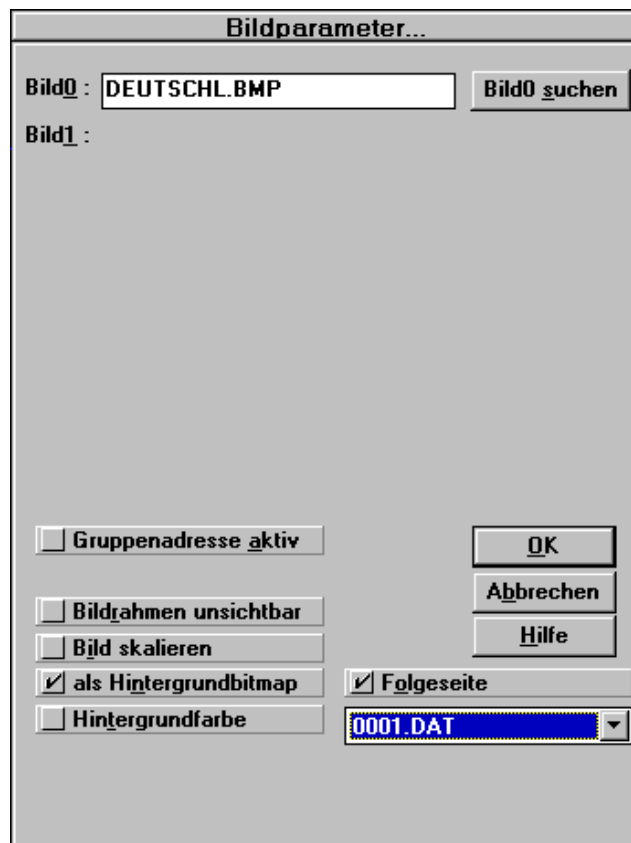 Bildparameter...
Bild0 : DEUTSCHL.BMP Bild0 suchen
Bild1 :
Gruppenadresse aktiv
OK
Abbrechen
Bildrahmen unsichtbar
Hilfe
Bild skalieren
als Hintergrundbitmap Folgeseite
Hintergrundfarbe 0001.DAT